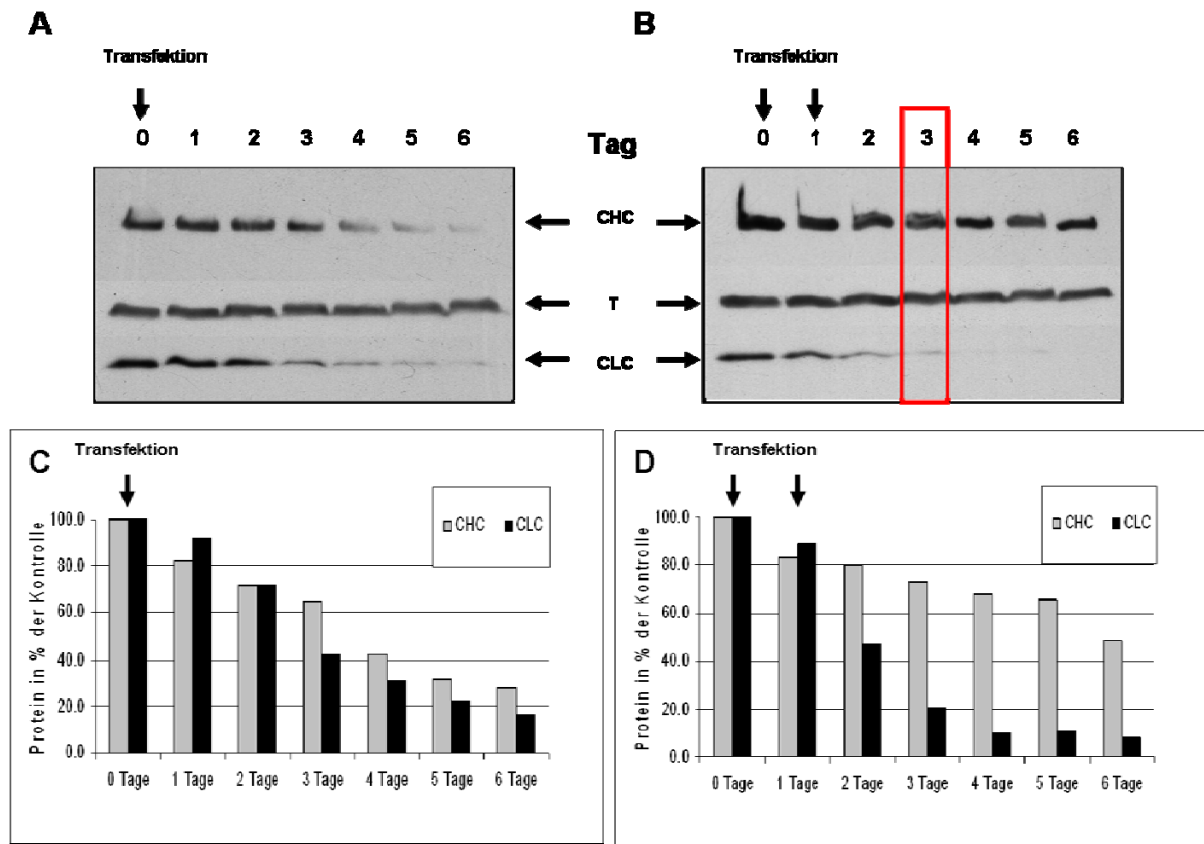 A
Transfektion
0 1 2 3 4 5 6
B
Transfektion
0 1 2 3 4 5 6
Tag
CHC
T
CLC
C
Transfektion
CHC CLC
Protein in % der Kontrolle
100.0
80.0
60.0
40.0
20.0
0.0
0 Tage 1 Tage 2 Tage 3 Tage 4 Tage 5 Tage 6 Tage
D
Transfektion
CHC CLC
Protein in % der Kontrolle
100.0
80.0
60.0
40.0
20.0
0.0
0 Tage 1 Tage 2 Tage 3 Tage 4 Tage 5 Tage 6 Tage